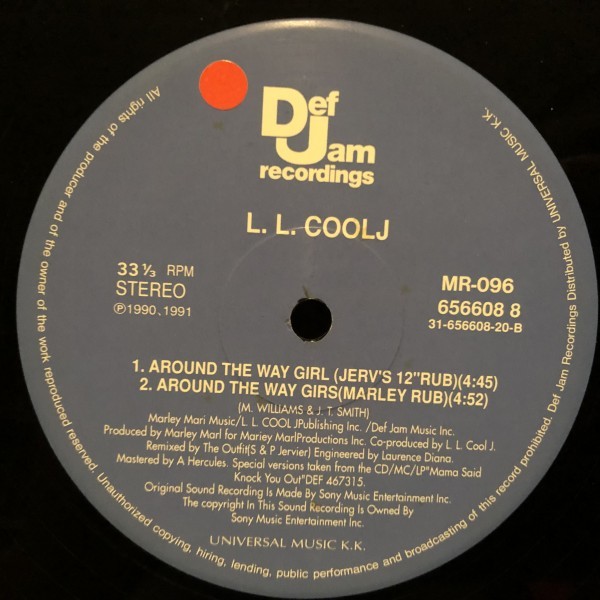 Def
Jam
recordings
L. L. COOLJ
33 ⅓ RPM
STEREO
℗1990, 1991
MR-096
656608 8
31-656608-20-B
1. AROUND THE WAY GIRL (JERV'S 12"RUB)(4:45)
2. AROUND THE WAY GIRS(MARLEY RUB)(4:52)
(M. WILLIAMS & J. T. SMITH)
Marley Mari Music/L. L. COOL JPublishing Inc. /Def Jam Music Inc.
Produced by Marley Marl for Mariey MarlProductions Inc. Co-produced by L. L Cool J.
Remixed by The Outfit(S & P Jervier) Engineered by Laurence Diana.
Mastered by A Hercules. Special versions taken from the CD/MC/LP"Mama Said
Knock You Out"DEF 467315.
Original Sound Recording Is Made By Sony Music Entertainment Inc.
The copyright In This Sound Recording Is Owned By
Sony Music Entertainment Inc.
UNIVERSAL MUSIC K.K.
All rights of the producer and of the owner of the work reproduced reserved. Unauthorized copying, hiring, lending, public performance and broadcasting of this record prohibited. Def Jam Recordings Distributed by UNIVERSAL MUSIC K.K.